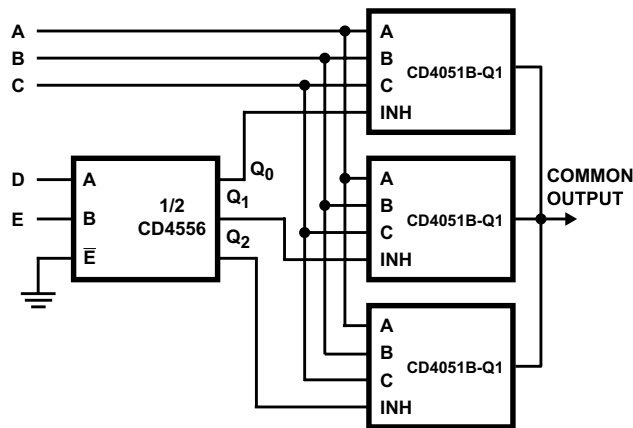 A
B
C
A
B
C
INH
CD4051B-Q1
D
E
A
B
E
1/2
CD4556
Q0
Q1
Q2
A
B
C
INH
CD4051B-Q1
COMMON
OUTPUT
A
B
C
INH
CD4051B-Q1